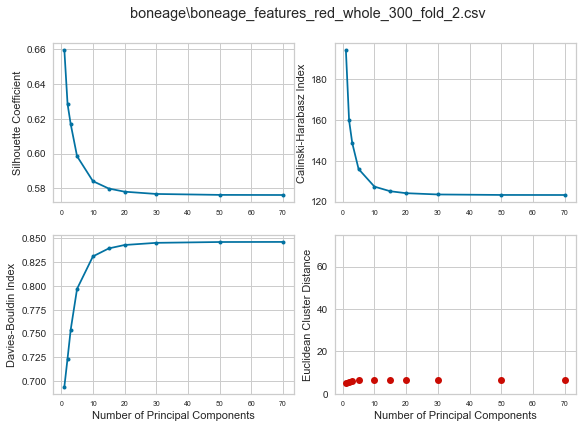 boneage\boneage_features_red_whole_300_fold_2.csv
Silhouette Coefficient
0.66
0.64
0.62
0.60
0.58
0 10 20 30 40 50 60 70
Calinski-Harabasz Index
180
160
140
120
0 10 20 30 40 50 60 70
Davies-Bouldin Index
0.850
0.825
0.800
0.775
0.750
0.725
0.700
0 10 20 30 40 50 60 70
Number of Principal Components
Euclidean Cluster Distance
60
40
20
0
0 10 20 30 40 50 60 70
Number of Principal Components